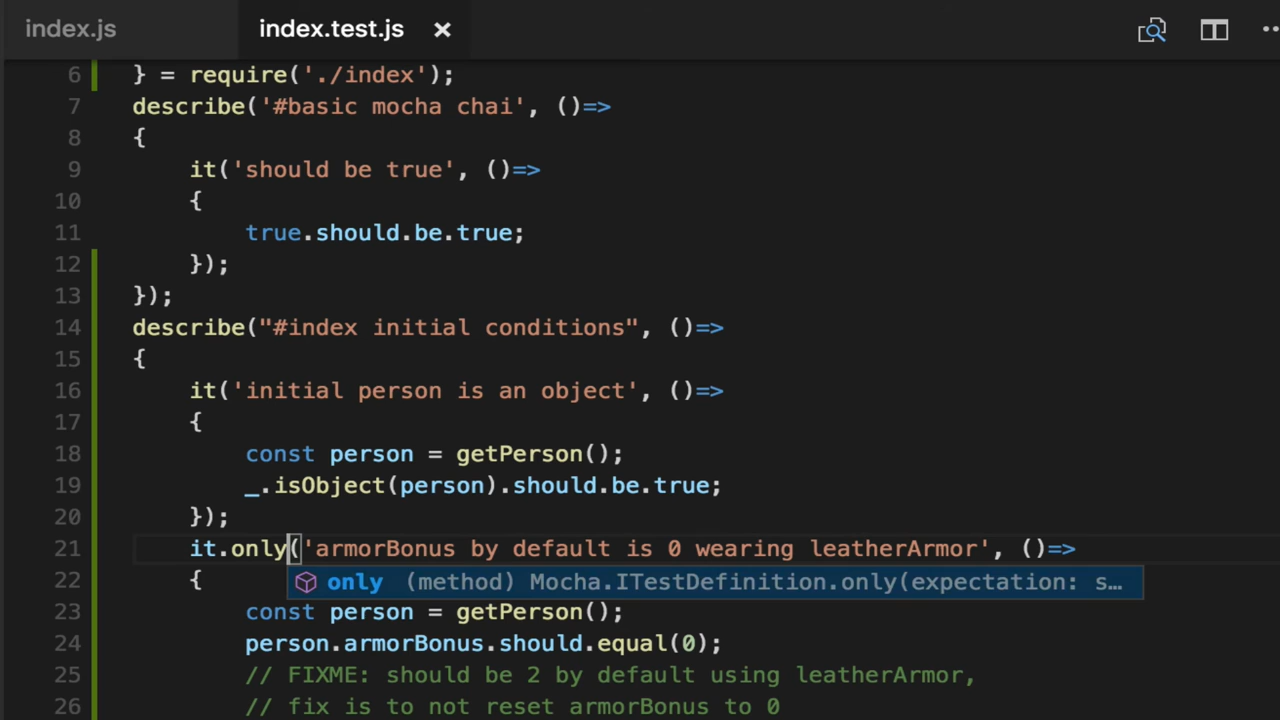 index.js
index.test.js ×
6 } = require('./index');
7 describe('#basic mocha chai', ()=>
8 {
9 it('should be true', ()=>
10 {
11 true.should.be.true;
12 });
13 });
14 describe("#index initial conditions", ()=>
15 {
16 it('initial person is an object', ()=>
17 {
18 const person = getPerson();
19 _.isObject(person).should.be.true;
20 });
21 it.only('armorBonus by default is 0 wearing leatherArmor', ()=>
22 {
only (method) Mocha.ITestDefinition.only(expectation: s…
23 const person = getPerson();
24 person.armorBonus.should.equal(0);
25 // FIXME: should be 2 by default using leatherArmor,
26 // fix is to not reset armorBonus to 0